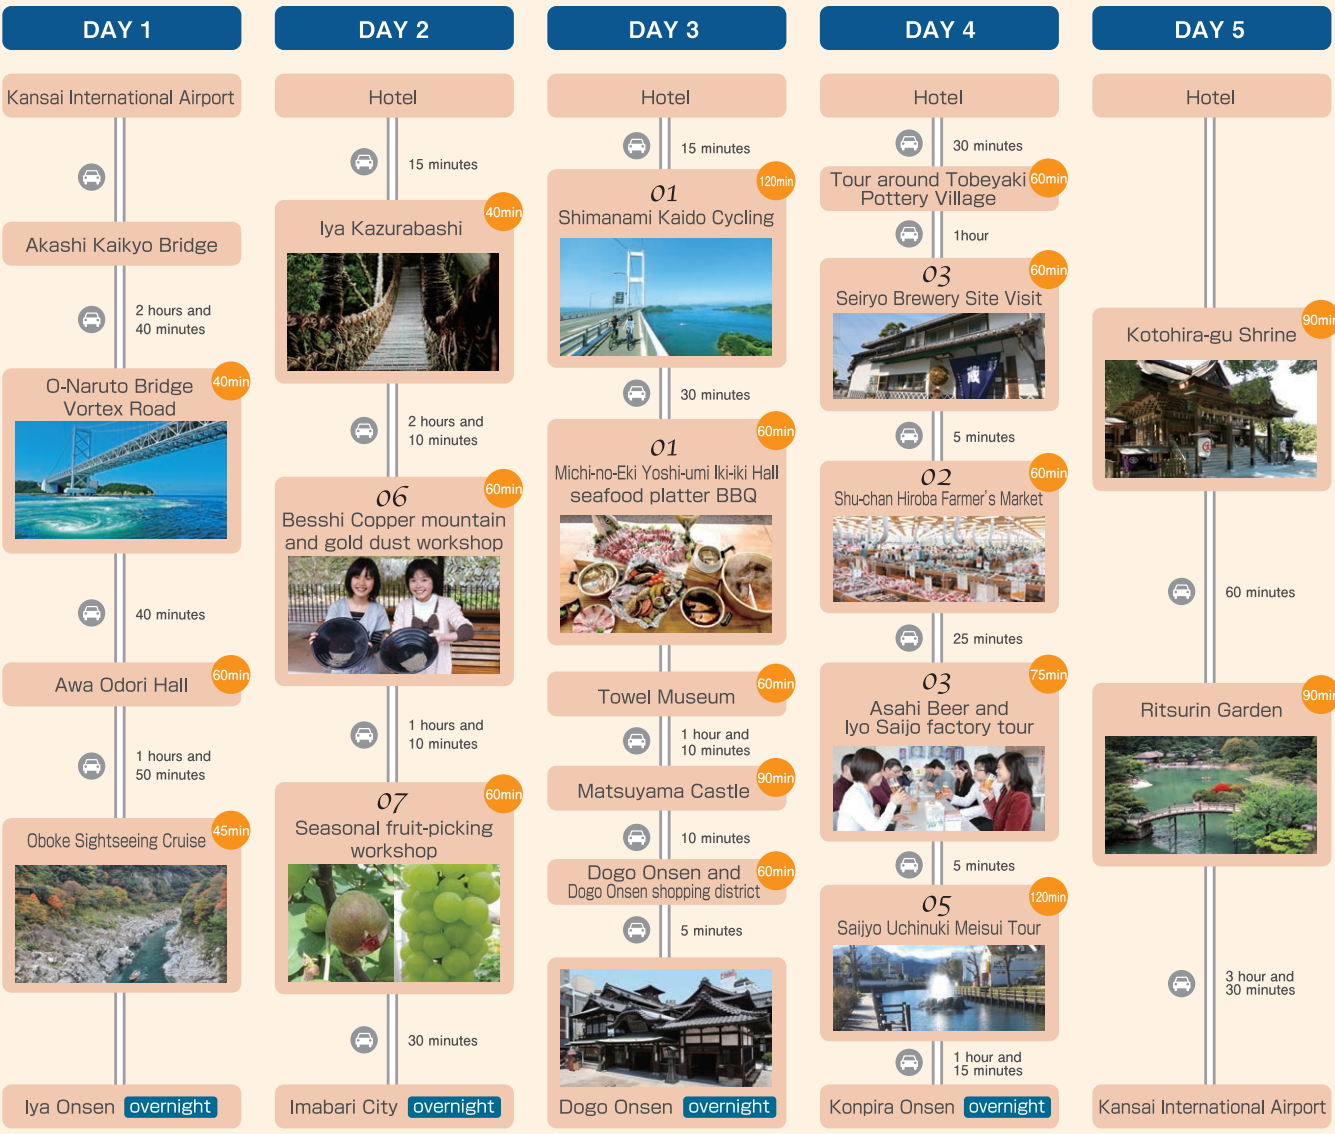 DAY 1
Kansai International Airport
Akashi Kaikyo Bridge
2 hours and
40 minutes
40min
O-Naruto Bridge
Vortex Road
40 minutes
60min
Awa Odori Hall
1 hours and
50 minutes
45min
Oboke Sightseeing Cruise
Iya Onsen overnight
DAY 2
Hotel
15 minutes
40min
Iya Kazurabashi
2 hours and
10 minutes
60min
06
Besshi Copper mountain
and gold dust workshop
1 hours and
10 minutes
60min
07
Seasonal fruit-picking
workshop
30 minutes
Imabari City overnight
DAY 3
Hotel
15 minutes
120min
01
Shimanami Kaido Cycling
30 minutes
60min
01
Michi-no-Eki Yoshi-umi Iki-iki Hall
seafood platter BBQ
60min
Towel Museum
1 hour and
10 minutes
90min
Matsuyama Castle
10 minutes
60min
Dogo Onsen and
Dogo Onsen shopping district
5 minutes
Dogo Onsen overnight
DAY 4
Hotel
30 minutes
60min
Tour around Tobeyaki
Pottery Village
1hour
60min
03
Seiryo Brewery Site Visit
蔵
5 minutes
60min
02
Shu-chan Hiroba Farmer's Market
25 minutes
75min
03
Asahi Beer and
Iyo Saijo factory tour
5 minutes
120min
05
Saijyo Uchinuki Meisui Tour
1 hour and
15 minutes
Konpira Onsen overnight
DAY 5
Hotel
90min
Kotohira-gu Shrine
60 minutes
90min
Ritsurin Garden
3 hour and
30 minutes
Kansai International Airport